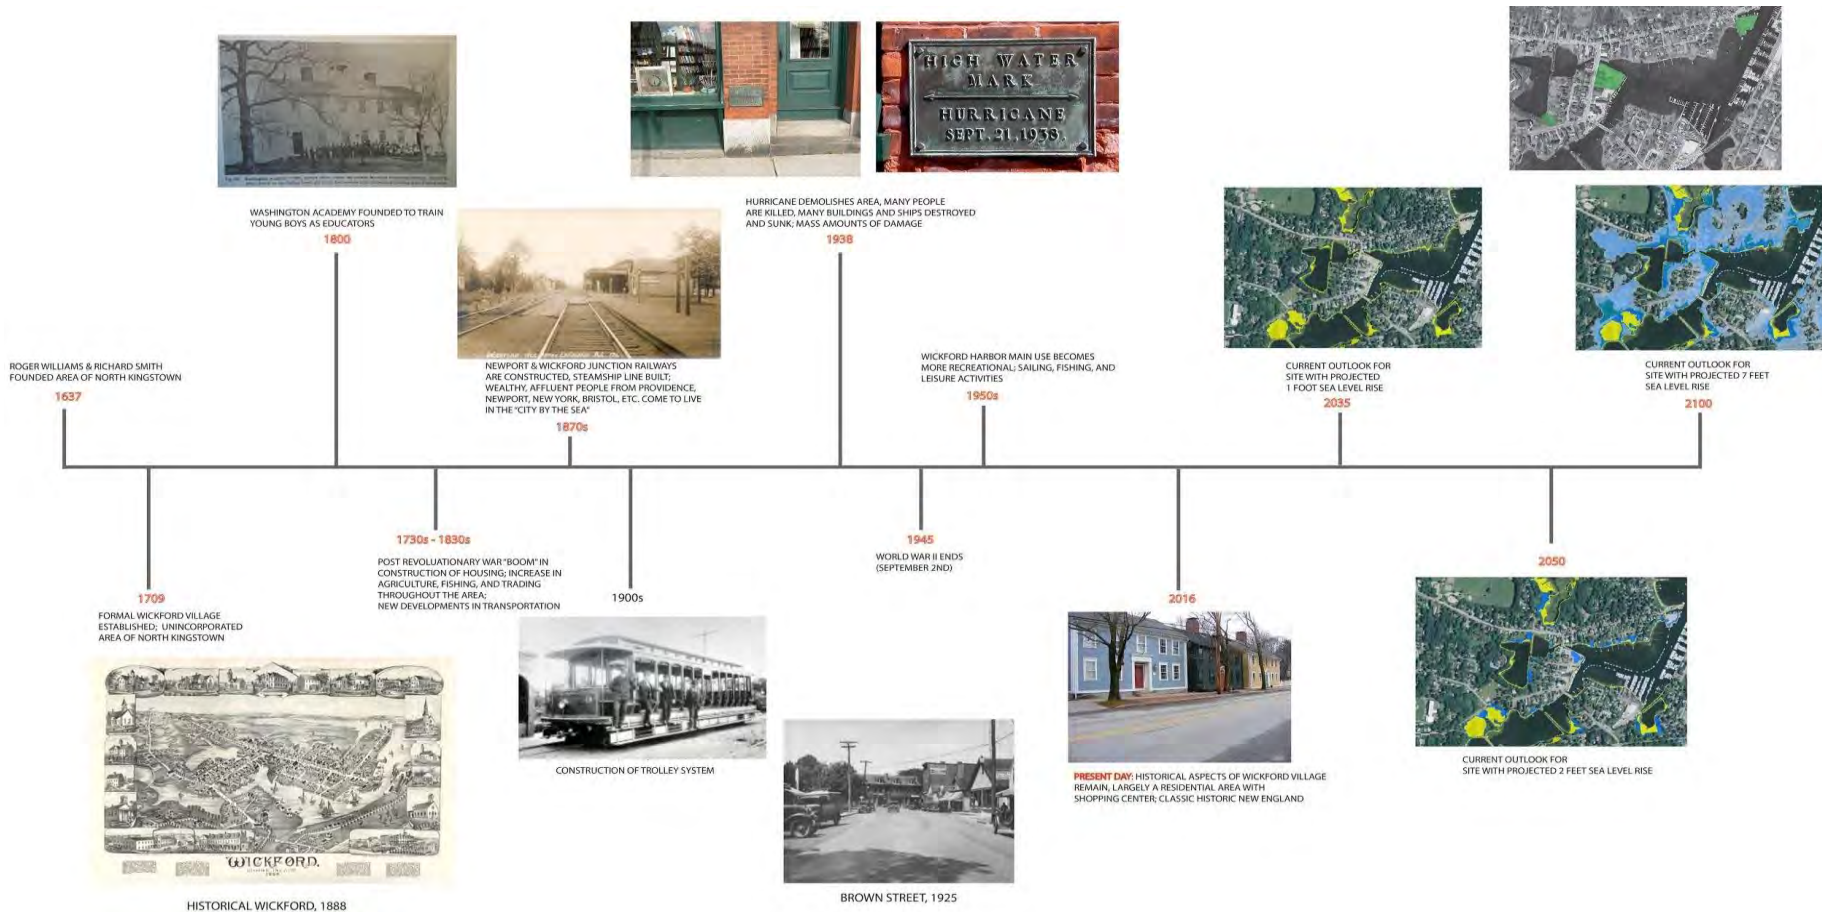 WASHINGTON ACADEMY FOUNDED TO TRAIN
YOUNG BOYS AS EDUCATORS
1800
HIGH WATER
MARK
HURRICANE
SEPT. 21, 1938
HURRICANE DEMOLISHES AREA, MANY PEOPLE
ARE KILLED, MANY BUILDINGS AND SHIPS DESTROYED
AND SUNK; MASS AMOUNTS OF DAMAGE
1938
ROGER WILLIAMS & RICHARD SMITH
FOUNDED AREA OF NORTH KINGSTOWN
1637
NEWPORT & WICKFORD JUNCTION RAILWAYS
ARE CONSTRUCTED, STEAMSHIP LINE BUILT;
WEALTHY, AFFLUENT PEOPLE FROM PROVIDENCE,
NEWPORT, NEW YORK, BRISTOL, ETC. COME TO LIVE
IN THE "CITY BY THE SEA"
1870s
WICKFORD HARBOR MAIN USE BECOMES
MORE RECREATIONAL; SAILING, FISHING, AND
LEISURE ACTIVITIES
1950s
CURRENT OUTLOOK FOR
SITE WITH PROJECTED
1 FOOT SEA LEVEL RISE
2035
CURRENT OUTLOOK FOR
SITE WITH PROJECTED 7 FEET
SEA LEVEL RISE
2100
1709
FORMAL WICKFORD VILLAGE
ESTABLISHED; UNINCORPORATED
AREA OF NORTH KINGSTOWN
WICKFORD.
HISTORICAL WICKFORD, 1888
1730s - 1830s
POST REVOLUTIONARY WAR "BOOM" IN
CONSTRUCTION OF HOUSING; INCREASE IN
AGRICULTURE, FISHING, AND TRADING
THROUGHOUT THE AREA;
NEW DEVELOPMENTS IN TRANSPORTATION
1900s
CONSTRUCTION OF TROLLEY SYSTEM
1945
WORLD WAR II ENDS
(SEPTEMBER 2ND)
BROWN STREET, 1925
2016
PRESENT DAY: HISTORICAL ASPECTS OF WICKFORD VILLAGE
REMAIN, LARGELY A RESIDENTIAL AREA WITH
SHOPPING CENTER; CLASSIC HISTORIC NEW ENGLAND
2050
CURRENT OUTLOOK FOR
SITE WITH PROJECTED 2 FEET SEA LEVEL RISE